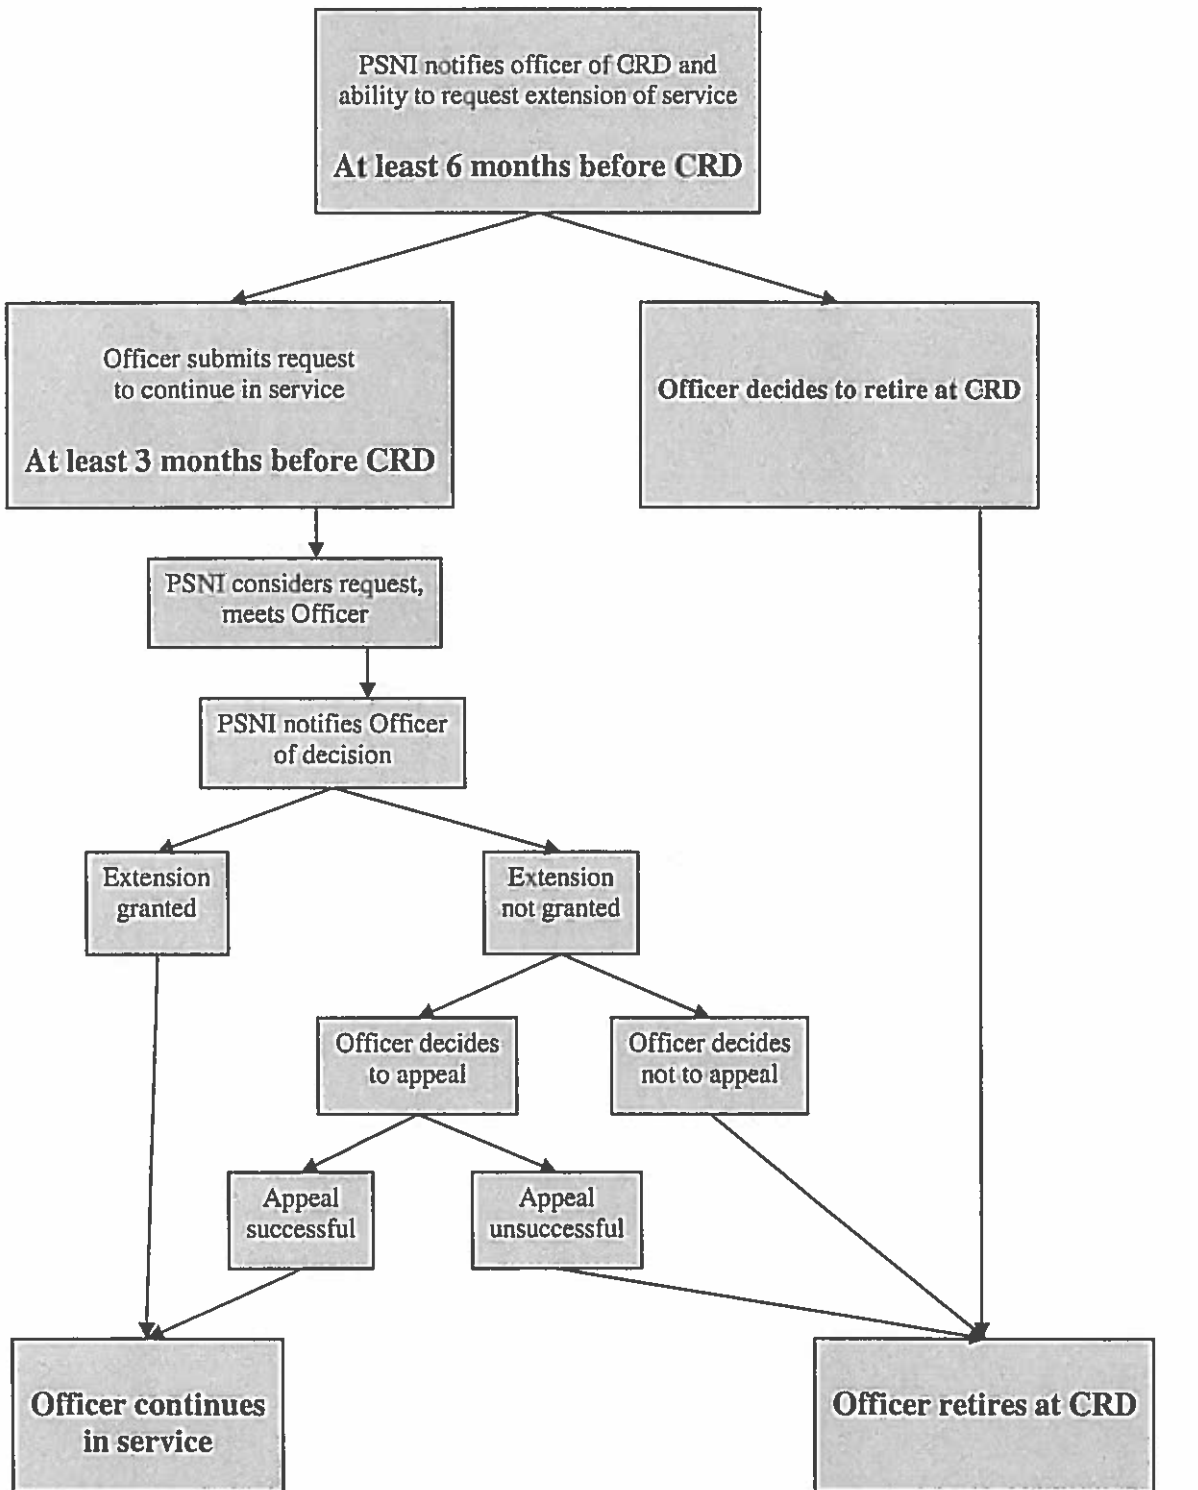 PSNI notifies officer of CRD and
ability to request extension of service
At least 6 months before CRD
Officer submits request
to continue in service
At least 3 months before CRD
Officer decides to retire at CRD
PSNI considers request,
meets Officer
PSNI notifies Officer
of decision
Extension
granted
Extension
not granted
Officer decides
to appeal
Officer decides
not to appeal
Appeal
successful
Appeal
unsuccessful
Officer continues
in service
Officer retires at CRD